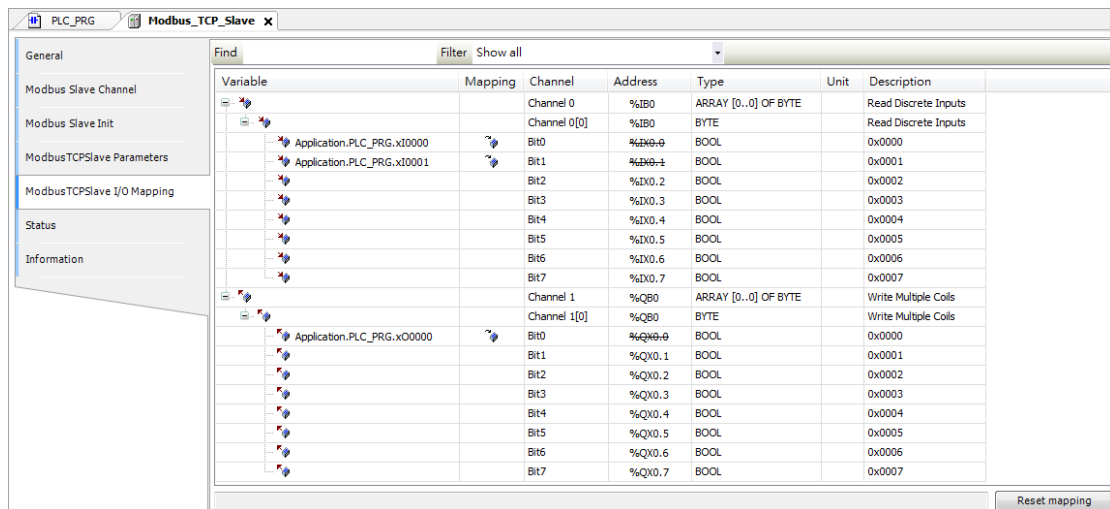 PLC_PRG Modbus_TCP_Slave x
General
Modbus Slave Channel
Modbus Slave Init
ModbusTCPSlave Parameters
ModbusTCPSlave I/O Mapping
Status
Information
Find Filter Show all
Variable Mapping Channel Address Type Unit Description
Channel 0 %IB0 ARRAY [0..0] OF BYTE Read Discrete Inputs
Channel 0[0] %IB0 BYTE Read Discrete Inputs
Application.PLC_PRG.xI0000 Bit0 %IX0.0 BOOL 0x0000
Application.PLC_PRG.xI0001 Bit1 %IX0.1 BOOL 0x0001
Bit2 %IX0.2 BOOL 0x0002
Bit3 %IX0.3 BOOL 0x0003
Bit4 %IX0.4 BOOL 0x0004
Bit5 %IX0.5 BOOL 0x0005
Bit6 %IX0.6 BOOL 0x0006
Bit7 %IX0.7 BOOL 0x0007
Channel 1 %QB0 ARRAY [0..0] OF BYTE Write Multiple Coils
Channel 1[0] %QB0 BYTE Write Multiple Coils
Application.PLC_PRG.xO0000 Bit0 %QX0.0 BOOL 0x0000
Bit1 %QX0.1 BOOL 0x0001
Bit2 %QX0.2 BOOL 0x0002
Bit3 %QX0.3 BOOL 0x0003
Bit4 %QX0.4 BOOL 0x0004
Bit5 %QX0.5 BOOL 0x0005
Bit6 %QX0.6 BOOL 0x0006
Bit7 %QX0.7 BOOL 0x0007
Reset mapping